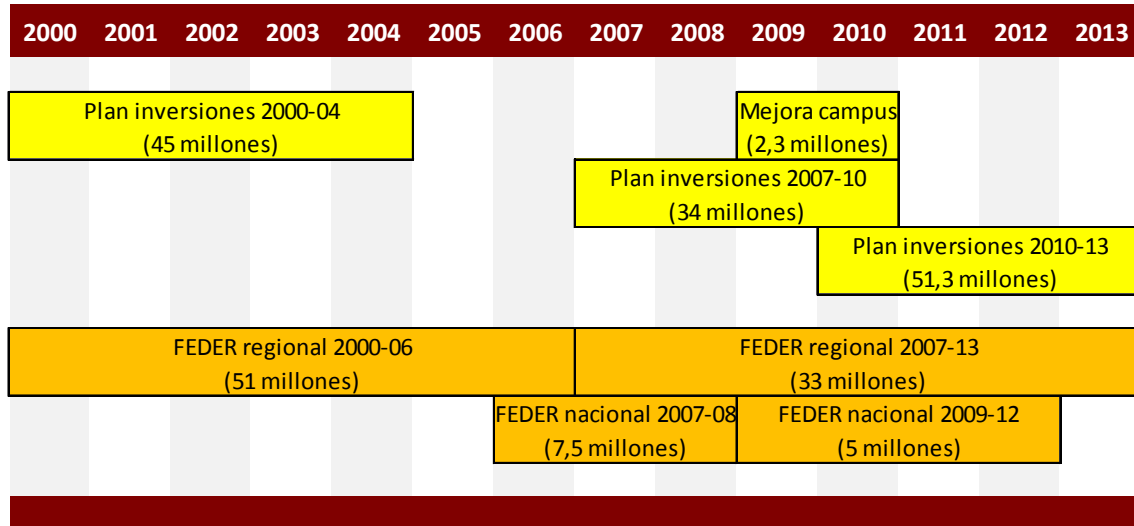 2000 2001 2002 2003 2004 2005 2006 2007 2008 2009 2010 2011 2012 2013
Plan inversiones 2000-04
(45 millones)
Mejora campus
(2,3 millones)
Plan inversiones 2007-10
(34 millones)
Plan inversiones 2010-13
(51,3 millones)
FEDER regional 2000-06
(51 millones)
FEDER regional 2007-13
(33 millones)
FEDER nacional 2007-08
(7,5 millones)
FEDER nacional 2009-12
(5 millones)